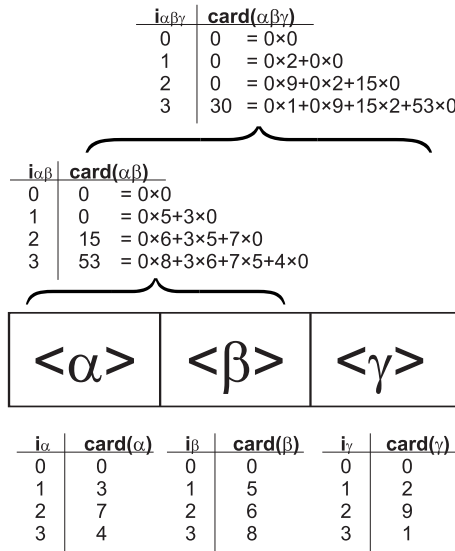 iαβγ card(αβγ)
0 0 = 0×0
1 0 = 0×2+0×0
2 0 = 0×9+0×2+15×0
3 30 = 0×1+0×9+15×2+53×0
iαβ card(αβ)
0 0 = 0×0
1 0 = 0×5+3×0
2 15 = 0×6+3×5+7×0
3 53 = 0×8+3×6+7×5+4×0
<α> <β> <γ>
iα card(α) iβ card(β) iγ card(γ)
0 0 0 0 0 0
1 3 1 5 1 2
2 7 2 6 2 9
3 4 3 8 3 1